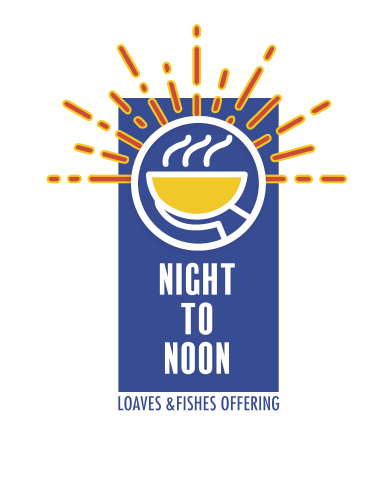 NIGHT
TO
NOON
LOAVES &FISHES OFFERING